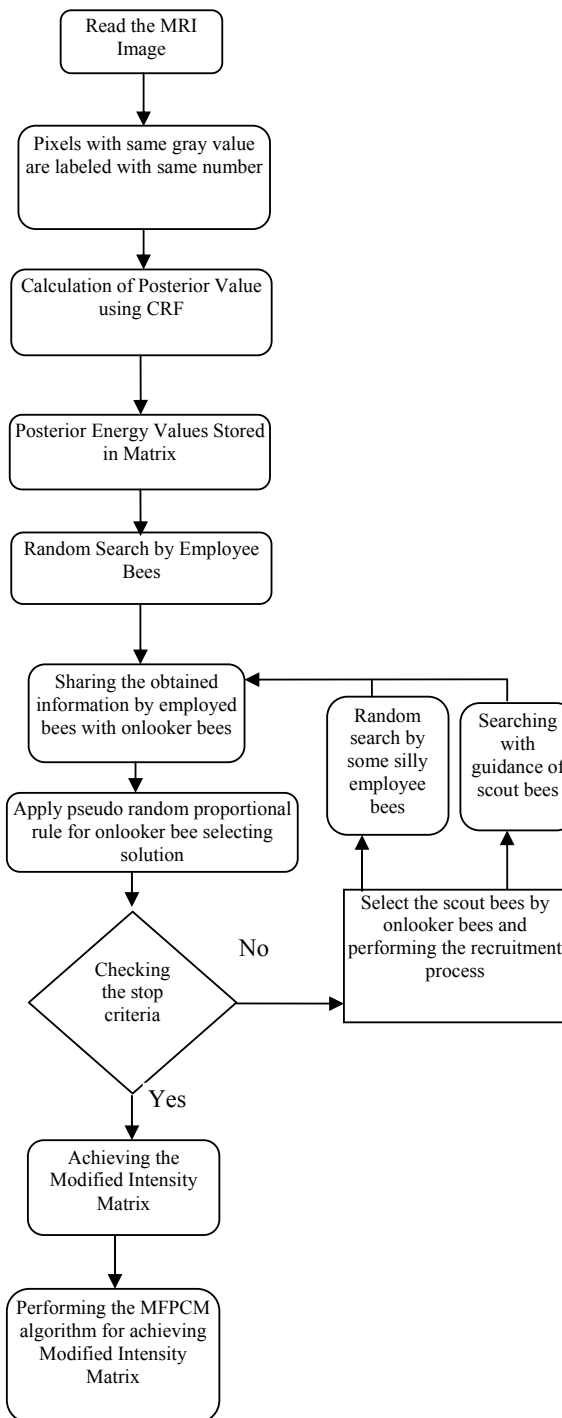 Read the MRI
Image
Pixels with same gray value
are labeled with same number
Calculation of Posterior Value
using CRF
Posterior Energy Values Stored
in Matrix
Random Search by Employee
Bees
Sharing the obtained
information by employed
bees with onlooker bees
Random
search by
some silly
employee
bees
Searching
with
guidance of
scout bees
Apply pseudo random proportional
rule for onlooker bee selecting
solution
Select the scout bees by
onlooker bees and
performing the recruitment
process
No
Checking
the stop
criteria
Yes
Achieving the
Modified Intensity
Matrix
Performing the MFPCM
algorithm for achieving
Modified Intensity
Matrix